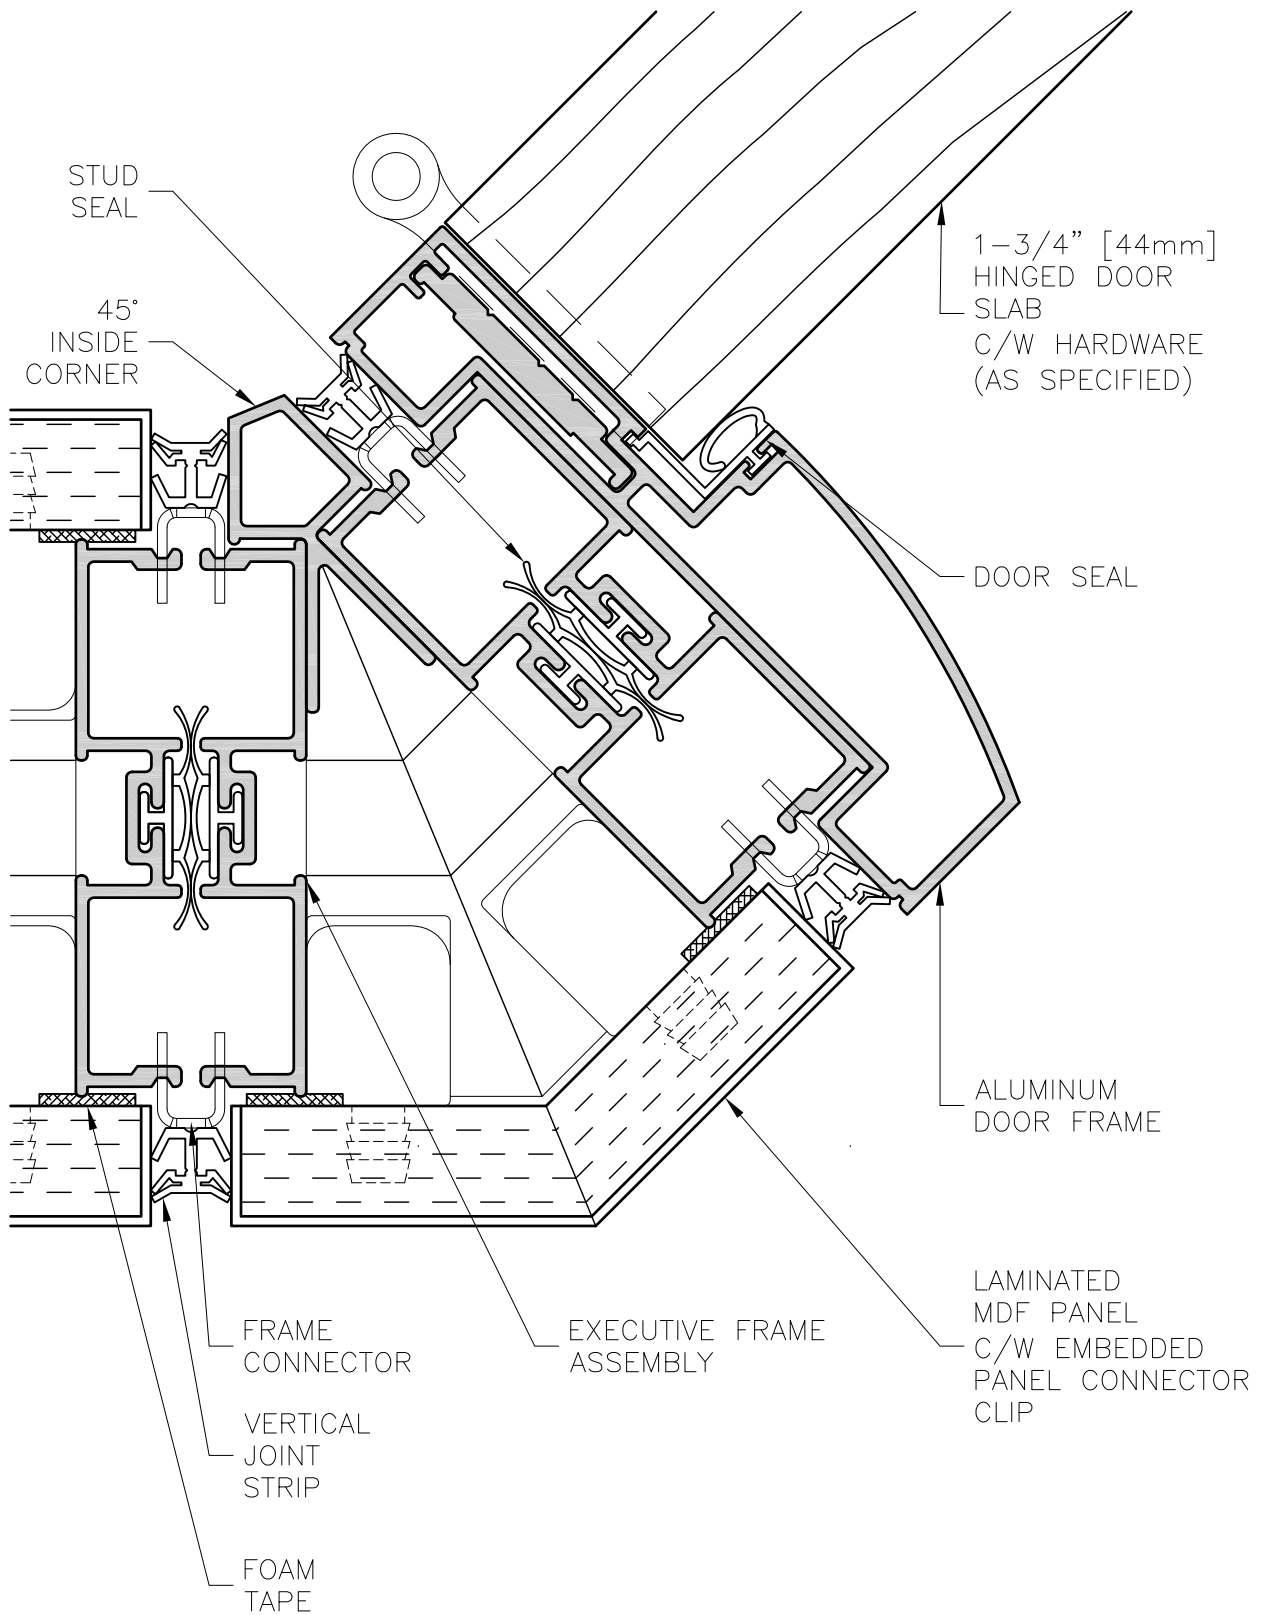 STUD
SEAL
45°
INSIDE
CORNER
1-3/4” [44mm]
HINGED DOOR
SLAB
C/W HARDWARE
(AS SPECIFIED)
DOOR SEAL
ALUMINUM
DOOR FRAME
LAMINATED
MDF PANEL
C/W EMBEDDED
PANEL CONNECTOR
CLIP
EXECUTIVE FRAME
ASSEMBLY
FRAME
CONNECTOR
VERTICAL
JOINT
STRIP
FOAM
TAPE